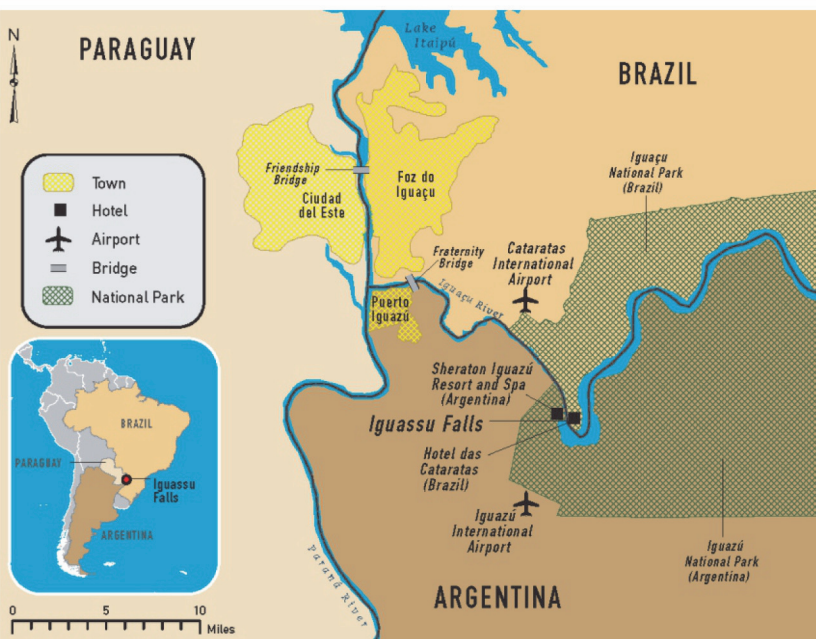 PARAGUAY
Lake
Itaipú
BRAZIL
N
Friendship
Bridge
Ciudad
del Este
Foz do
Iguaçu
Iguaçu
National Park
(Brazil)
Town
Hotel
Airport
Bridge
National Park
Fraternity
Bridge
Cataratas
International
Airport
Iguaçu River
Puerto
Iguazú
Sheraton Iguazú
Resort and Spa
(Argentina)
Iguassu Falls
Hotel das
Cataratas
(Brazil)
Iguazú
International
Airport
Iguazú
National Park
(Argentina)
Paraná River
ARGENTINA
BRAZIL
PARAGUAY
Iguassu
Falls
ARGENTINA
0 5 10
Miles